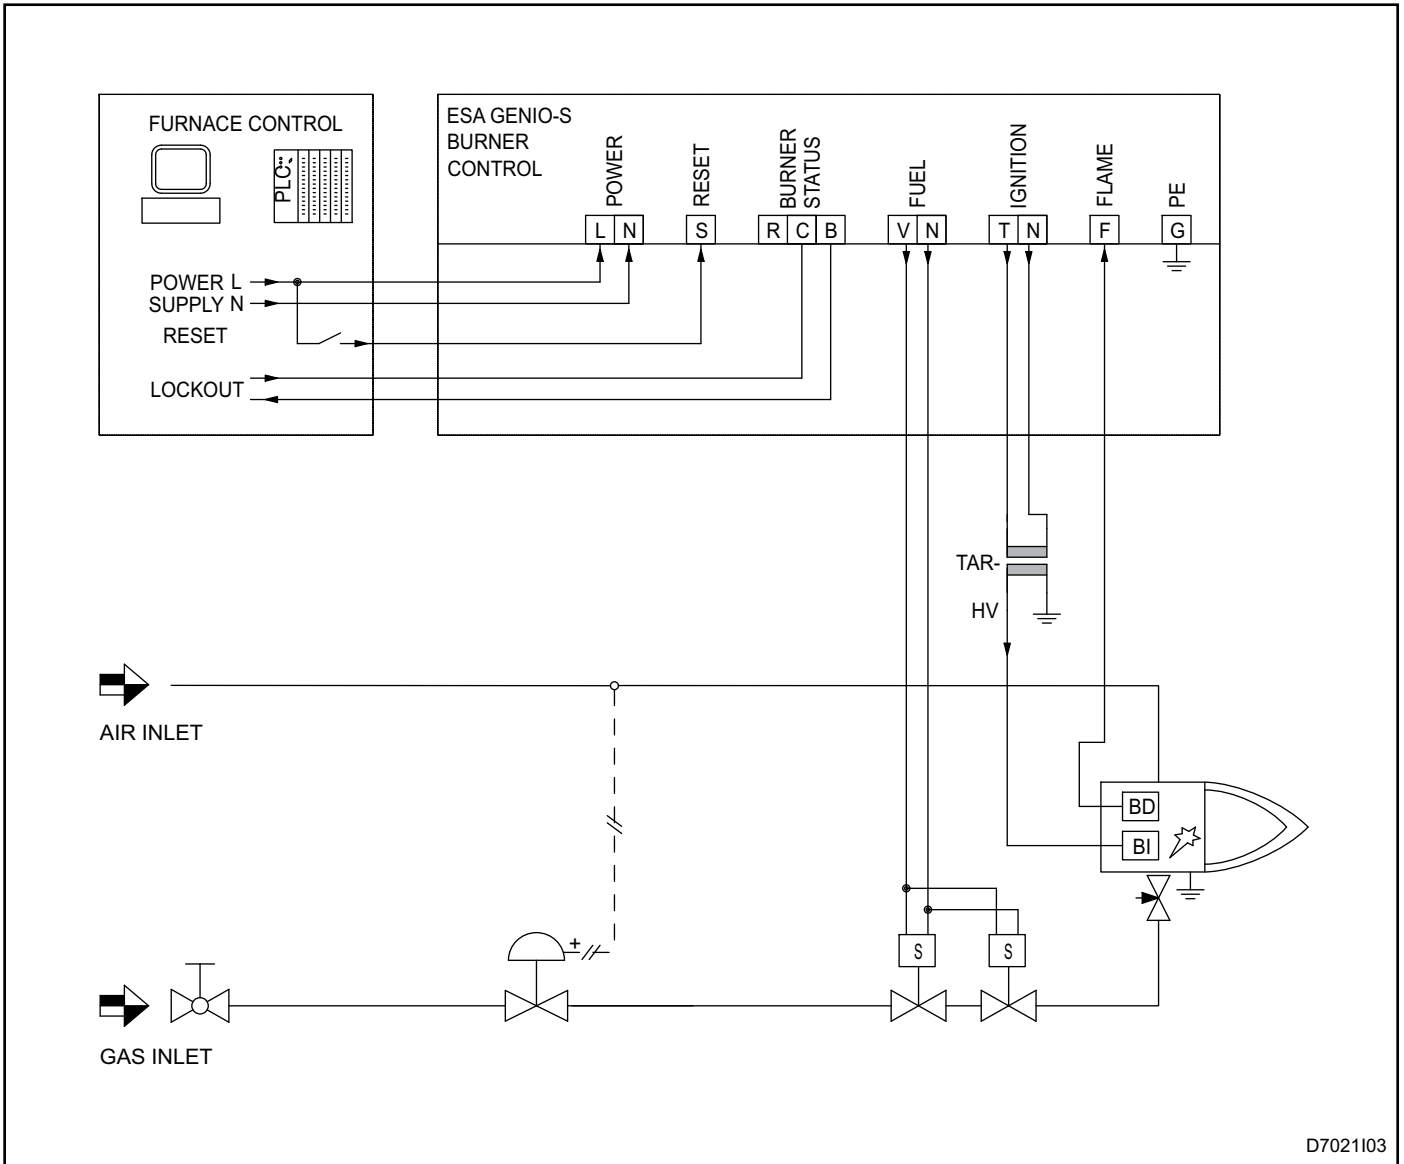 FURNACE CONTROL
PLC
ESA GENIO-S
BURNER
CONTROL
POWER
RESET
BURNER
STATUS
FUEL
IGNITION
FLAME
PE
L N S R C B V N T N F G
POWER L
SUPPLY N
RESET
LOCKOUT
TAR-
HV
AIR INLET
BD
BI
+
S S
GAS INLET
D7021I03